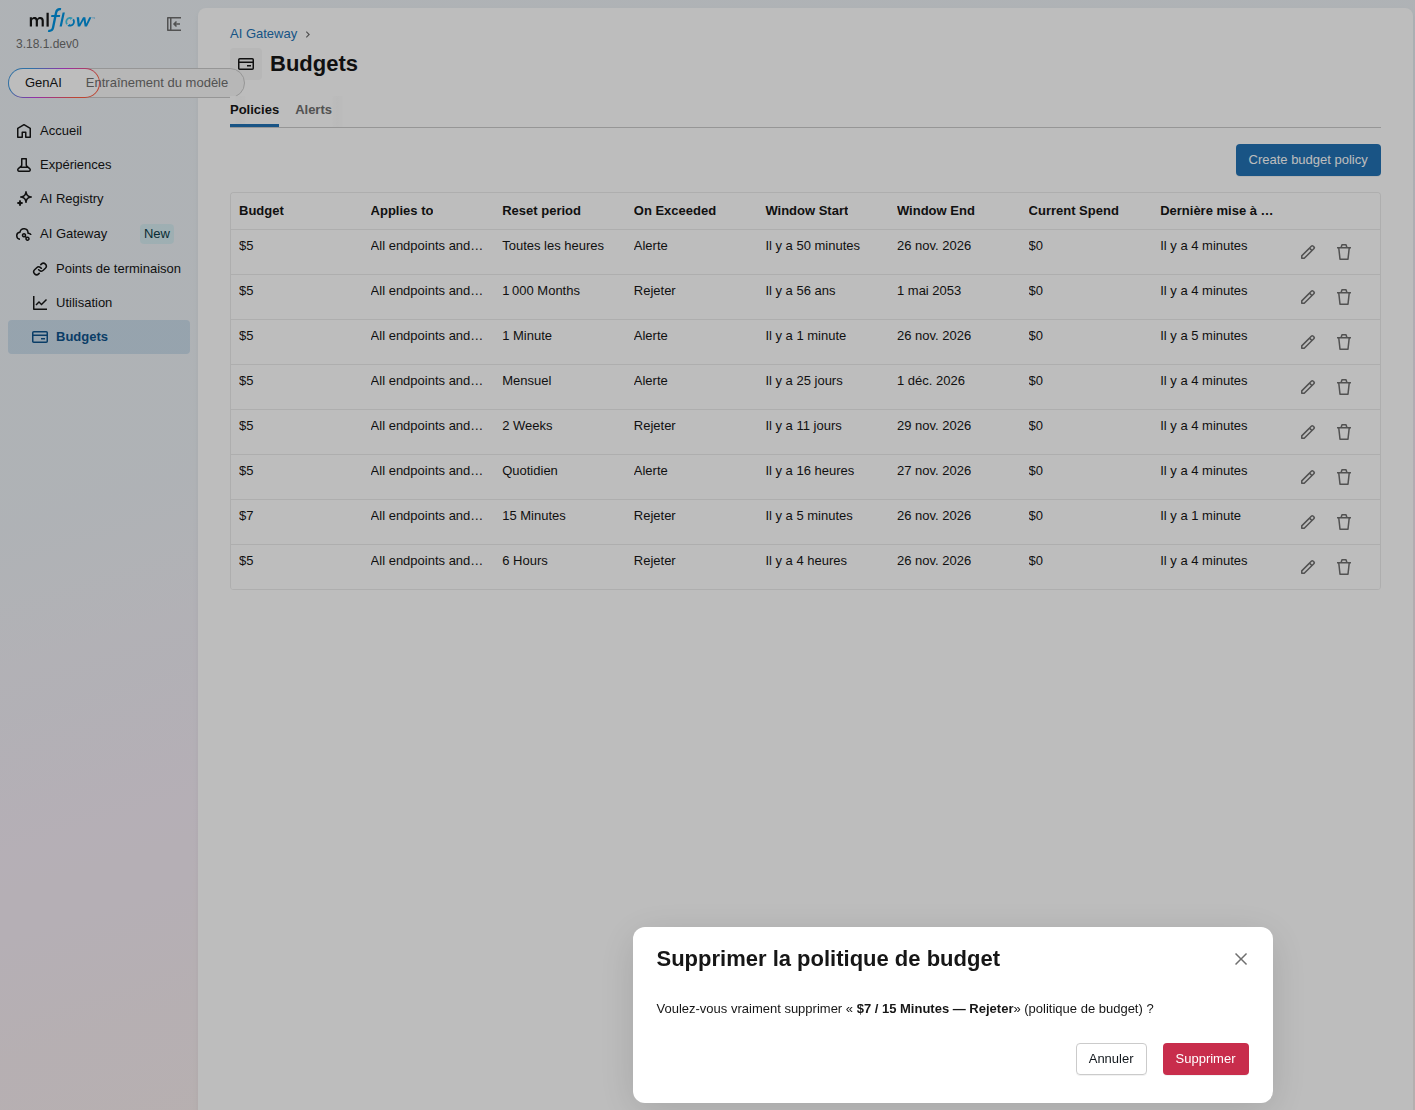 mlflow
3.18.1.dev0
GenAI
Entraînement du modèle
Accueil
Expériences
AI Registry
AI Gateway New
Points de terminaison
Utilisation
Budgets
AI Gateway ›
Budgets
Policies Alerts
Create budget policy
Budget Applies to Reset period On Exceeded Window Start Window End Current Spend Dernière mise à …
$5 All endpoints and… Toutes les heures Alerte Il y a 50 minutes 26 nov. 2026 $0 Il y a 4 minutes
$5 All endpoints and… 1 000 Months Rejeter Il y a 56 ans 1 mai 2053 $0 Il y a 4 minutes
$5 All endpoints and… 1 Minute Alerte Il y a 1 minute 26 nov. 2026 $0 Il y a 5 minutes
$5 All endpoints and… Mensuel Alerte Il y a 25 jours 1 déc. 2026 $0 Il y a 4 minutes
$5 All endpoints and… 2 Weeks Rejeter Il y a 11 jours 29 nov. 2026 $0 Il y a 4 minutes
$5 All endpoints and… Quotidien Alerte Il y a 16 heures 27 nov. 2026 $0 Il y a 4 minutes
$7 All endpoints and… 15 Minutes Rejeter Il y a 5 minutes 26 nov. 2026 $0 Il y a 1 minute
$5 All endpoints and… 6 Hours Rejeter Il y a 4 heures 26 nov. 2026 $0 Il y a 4 minutes
Supprimer la politique de budget
Voulez-vous vraiment supprimer « $7 / 15 Minutes — Rejeter» (politique de budget) ?
Annuler Supprimer